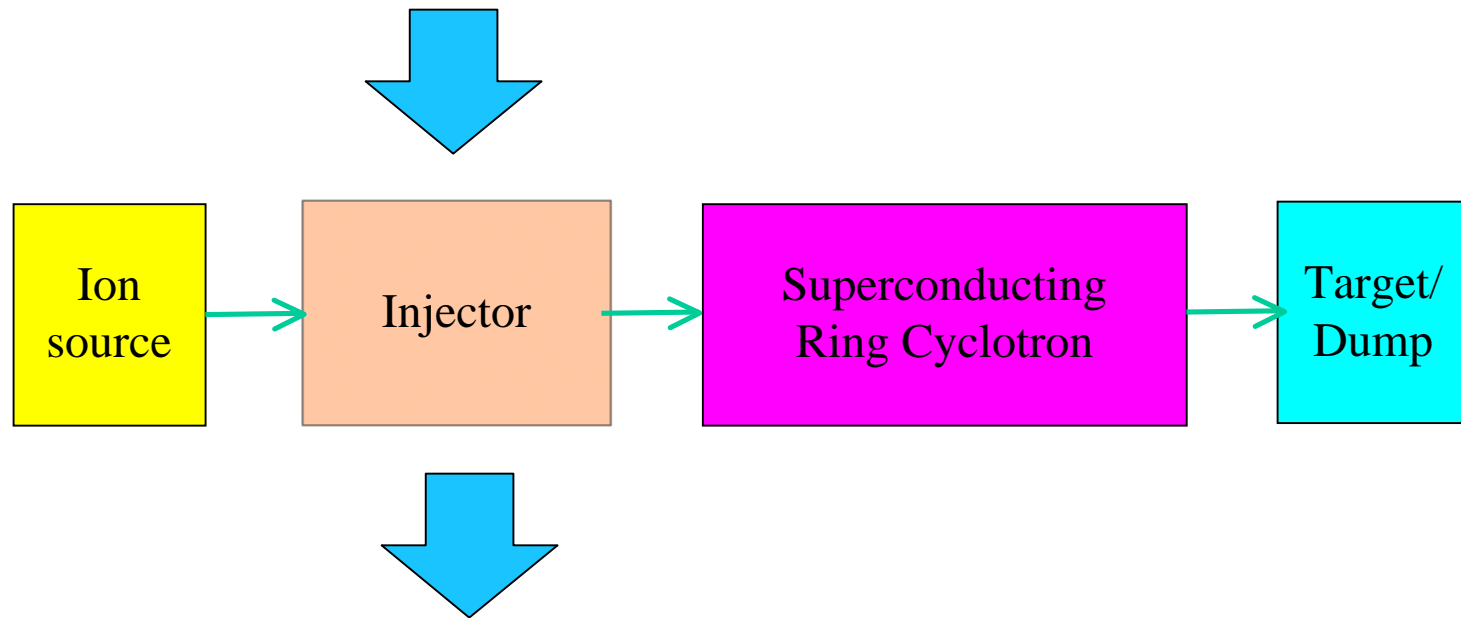 Ion
source
Injector
Superconducting
Ring Cyclotron
Target/
Dump